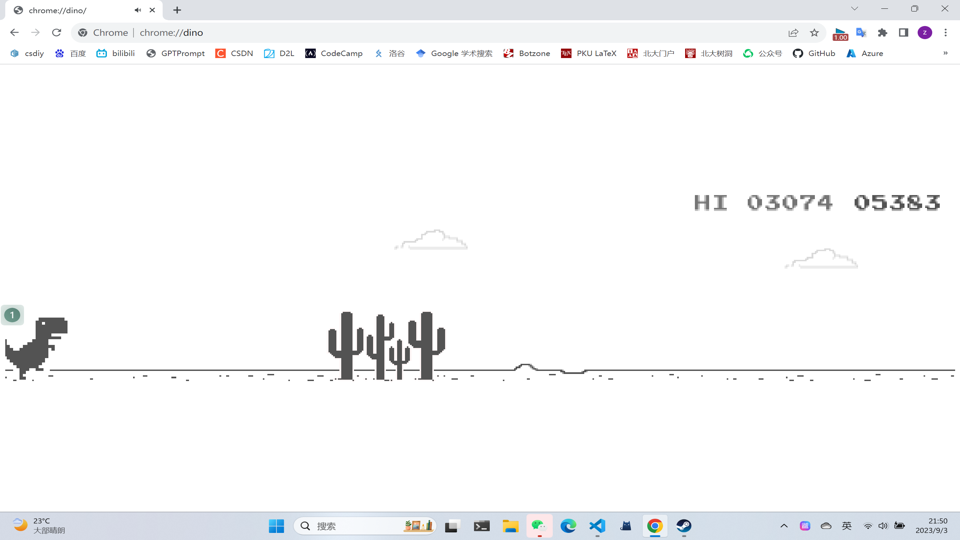 chrome://dino/
Chrome | chrome://dino
1.00
z
csdiy 百度 bilibili GPTPrompt CSDN D2L CodeCamp 洛谷 Google 学术搜索 Botzone PKU LaTeX 北大门户 北大树洞 公众号 GitHub Azure »
HI 03074 05383
1
23°C
大部晴朗
搜索
英
21:50
2023/9/3